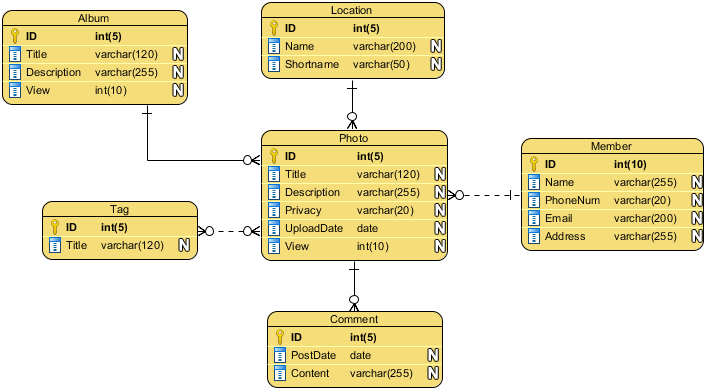 Album
ID int(5)
Title varchar(120) N
Description varchar(255) N
View int(10) N
Location
ID int(5)
Name varchar(200) N
Shortname varchar(50) N
Photo
ID int(5)
Title varchar(120) N
Description varchar(255) N
Privacy varchar(20) N
UploadDate date N
View int(10) N
Member
ID int(10)
Name varchar(255) N
PhoneNum varchar(20) N
Email varchar(200) N
Address varchar(255) N
Tag
ID int(5)
Title varchar(120) N
Comment
ID int(5)
PostDate date N
Content varchar(255) N